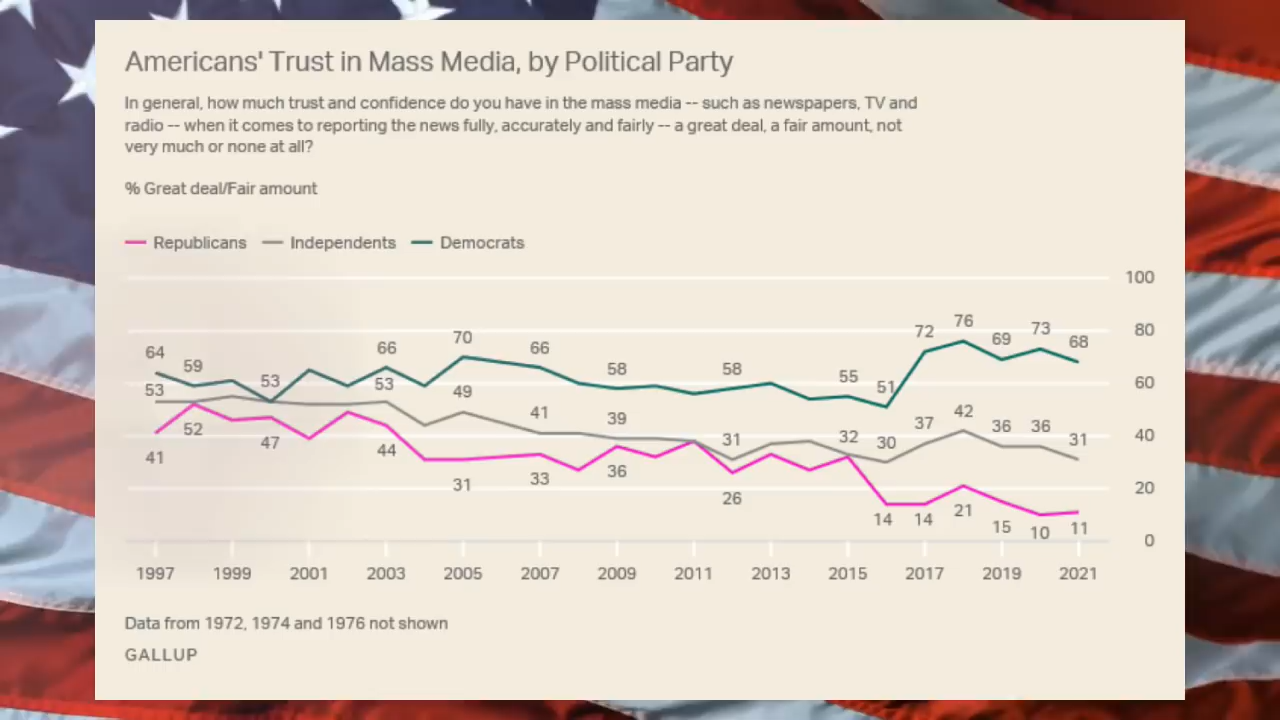 Americans' Trust in Mass Media, by Political Party
In general, how much trust and confidence do you have in the mass media -- such as newspapers, TV and
radio -- when it comes to reporting the news fully, accurately and fairly -- a great deal, a fair amount, not
very much or none at all?
% Great deal/Fair amount
Republicans Independents Democrats
100
80
60
40
20
0
64 59 53 66 70 66 58 58 55 51 72 76 69 73 68
53 53 49 41 39 31 32 30 37 42 36 36 31
41 52 47 44 31 33 36 26 14 14 21 15 10 11
1997 1999 2001 2003 2005 2007 2009 2011 2013 2015 2017 2019 2021
Data from 1972, 1974 and 1976 not shown
GALLUP